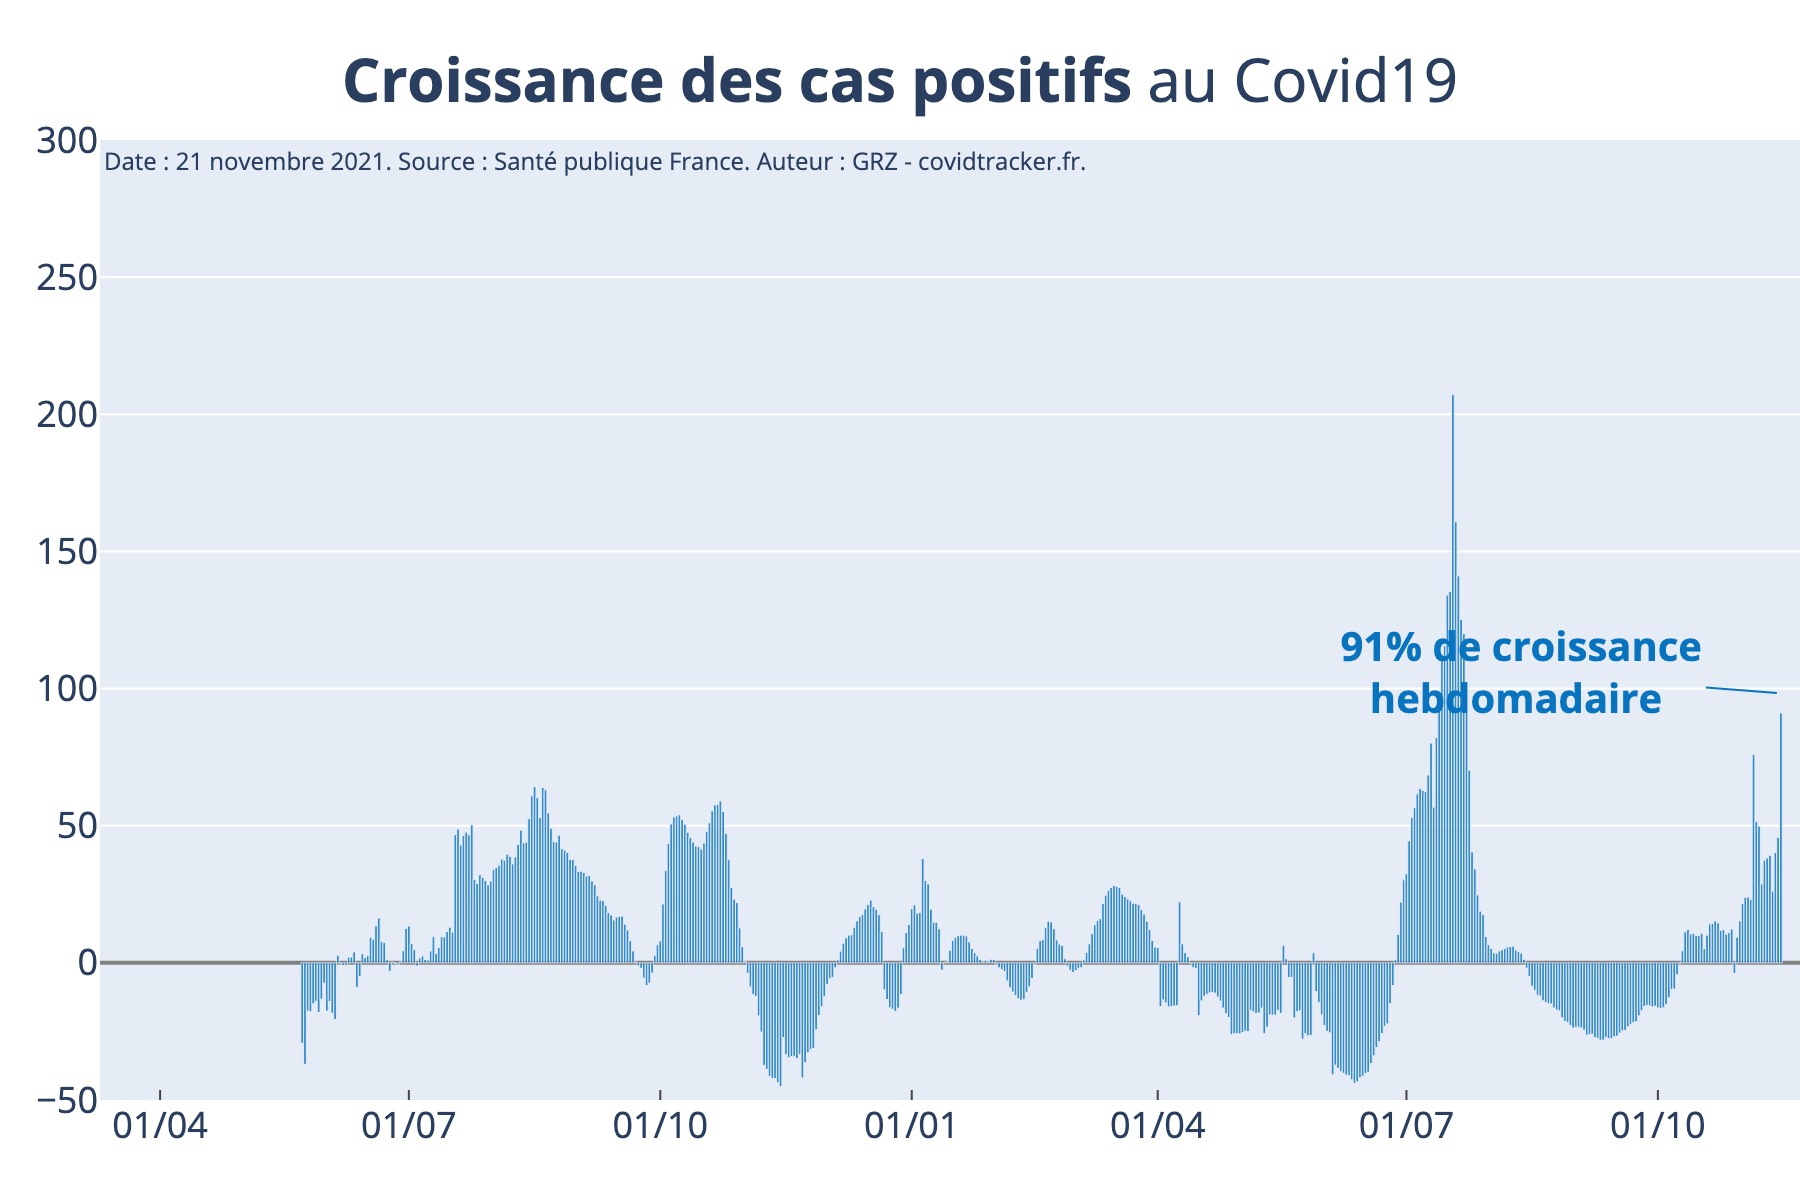 Croissance des cas positifs au Covid19
300
Date : 21 novembre 2021. Source : Santé publique France. Auteur : GRZ - covidtracker.fr.
250
200
150
91% de croissance
hebdomadaire
100
50
0
−50
01/04 01/07 01/10 01/01 01/04 01/07 01/10